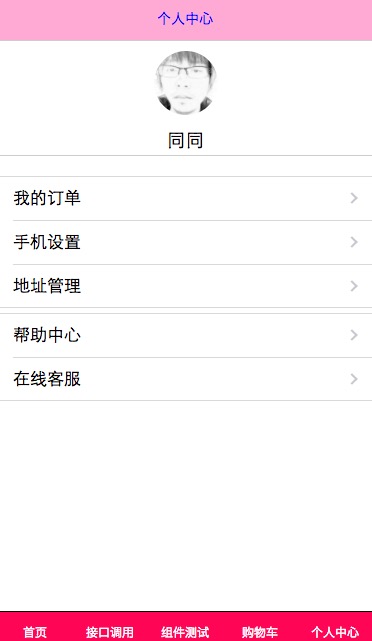 个人中心
同同
我的订单
手机设置
地址管理
帮助中心
在线客服
首页 接口调用 组件测试 购物车 个人中心